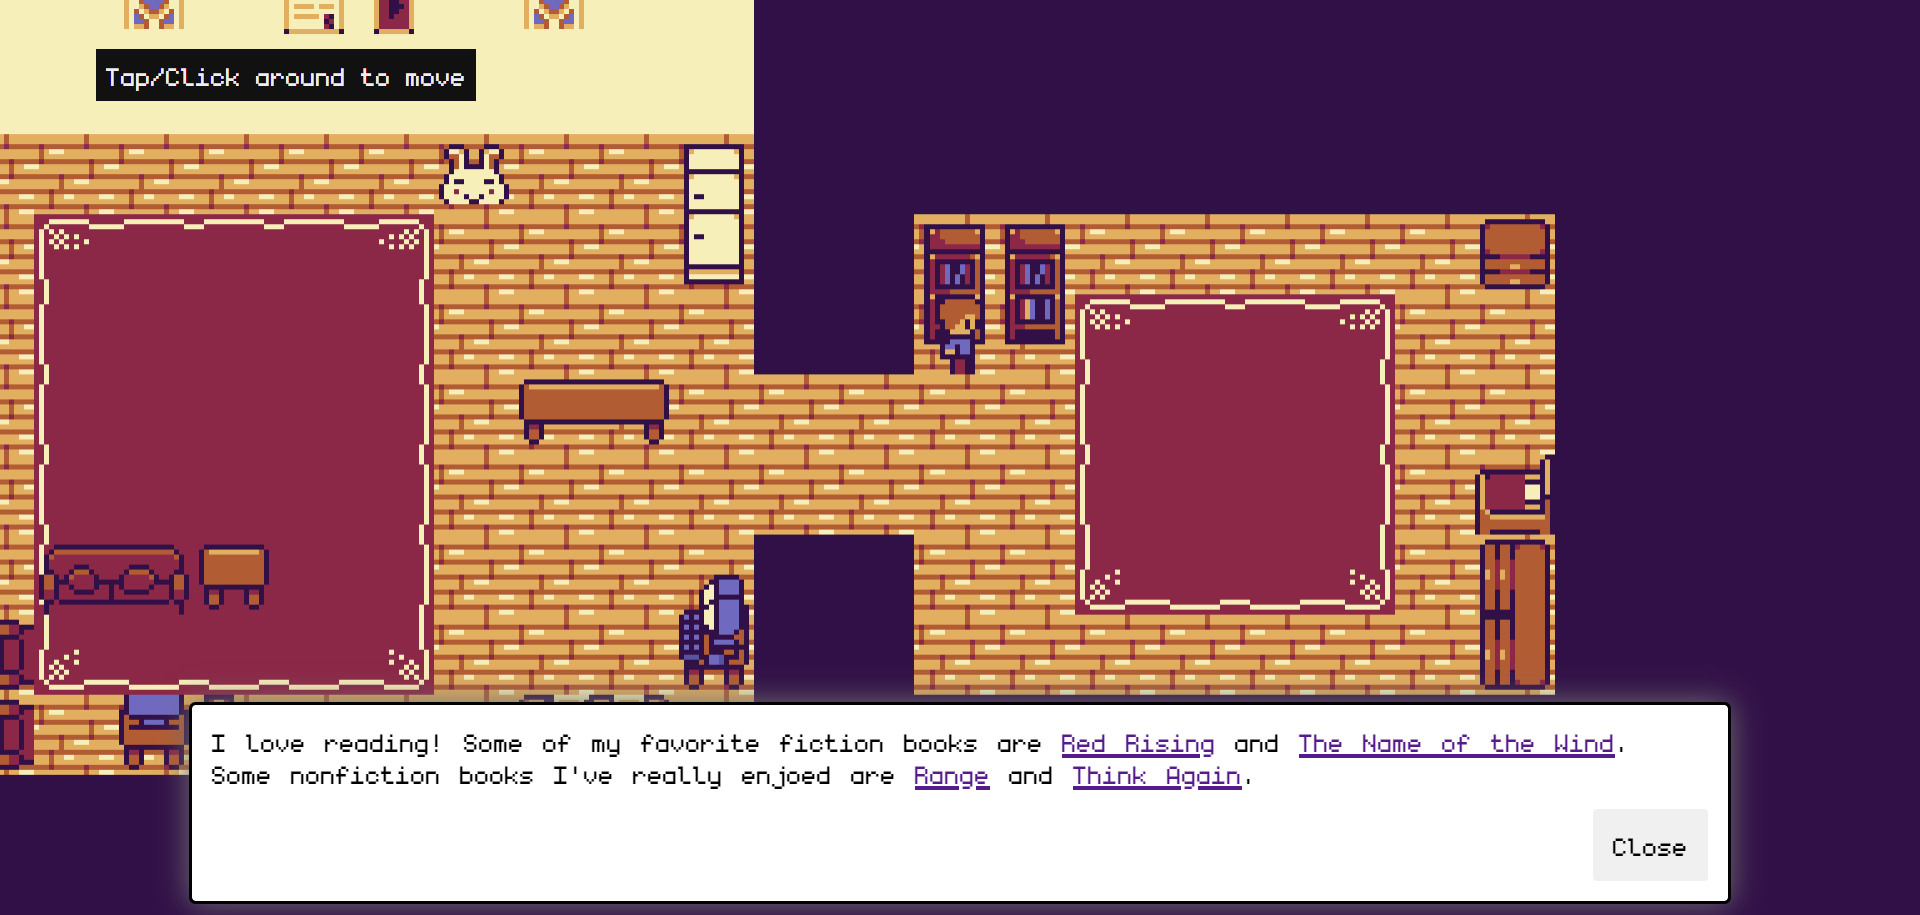 Tap/Click around to move
I love reading! Some of my favorite fiction books are Red Rising and The Name of the Wind.
Some nonfiction books I've really enjoed are Range and Think Again.
Close